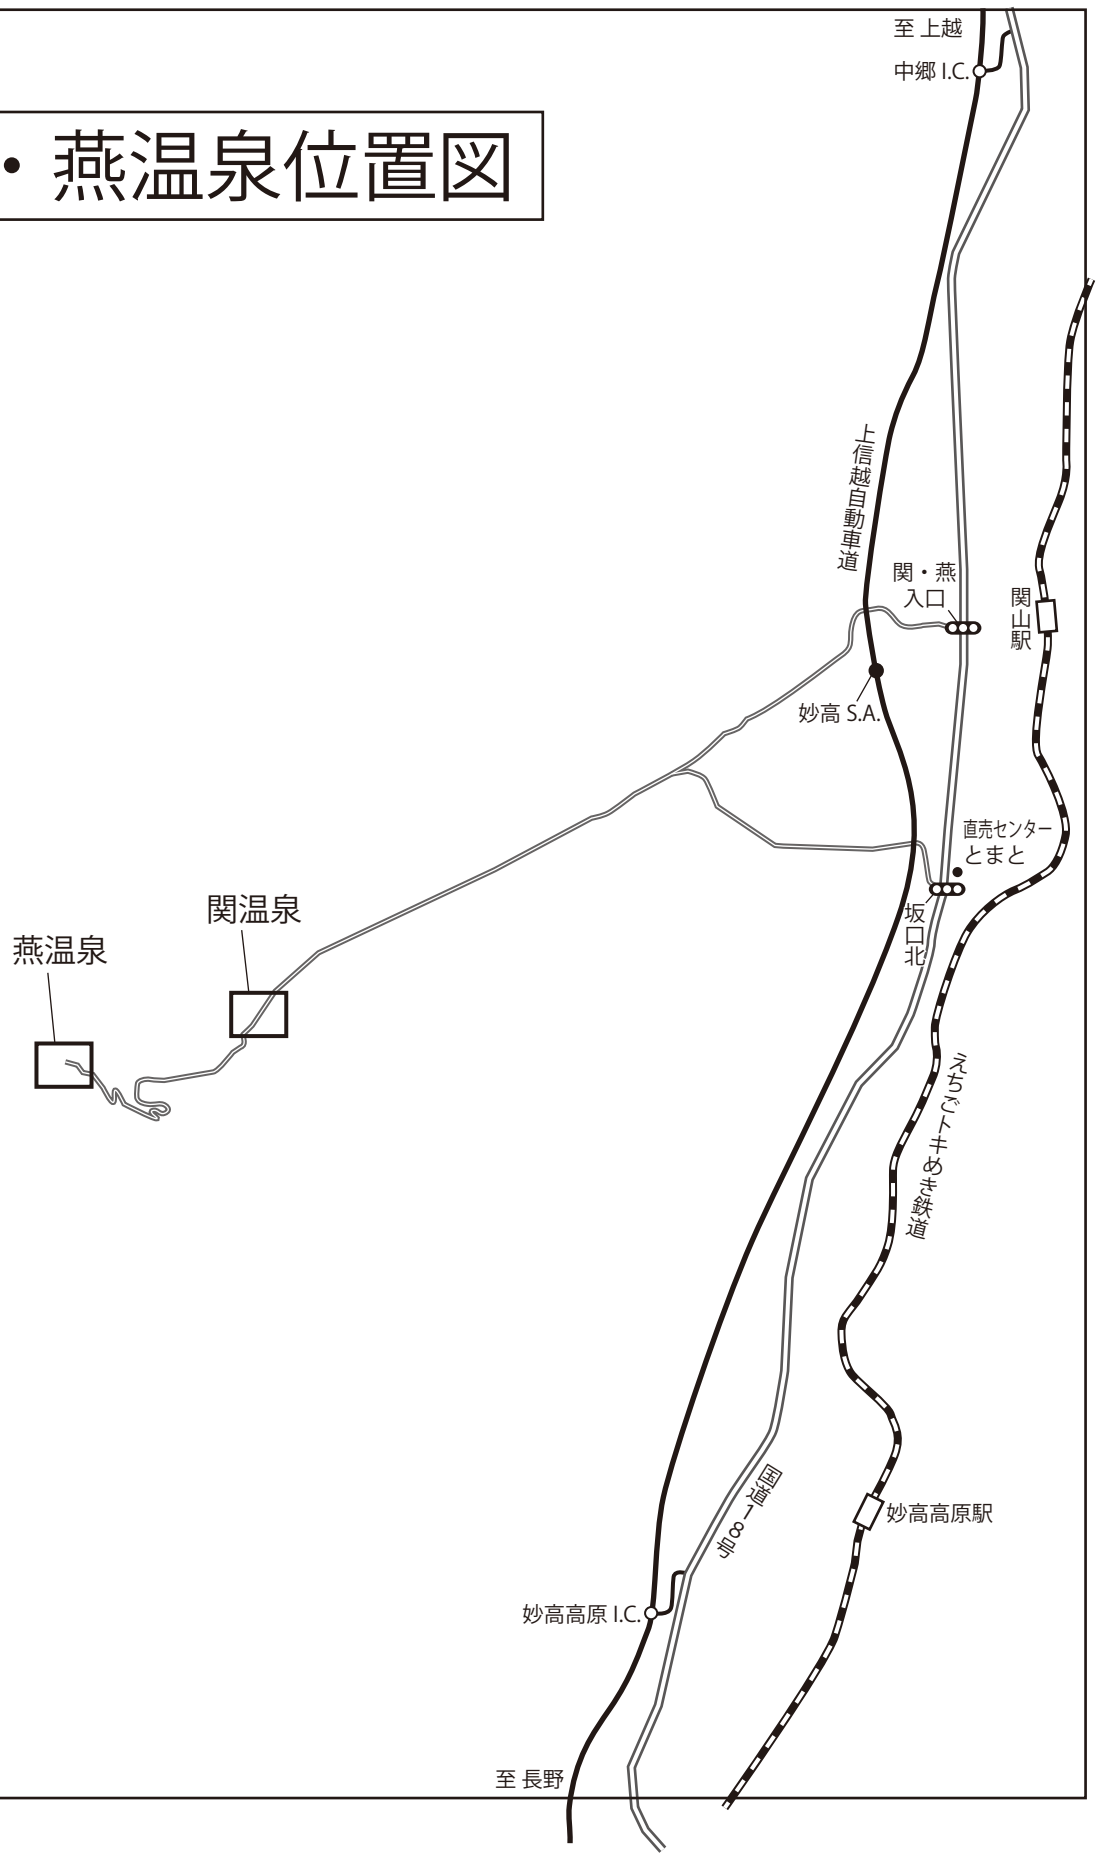 至 上越
中郷 I.C.
・燕温泉位置図
上信越自動車道
関・燕
入口
関山駅
妙高 S.A.
直売センター
とまと
坂口北
関温泉
燕温泉
えちごトキめき鉄道
国道18号
妙高高原駅
妙高高原 I.C.
至 長野